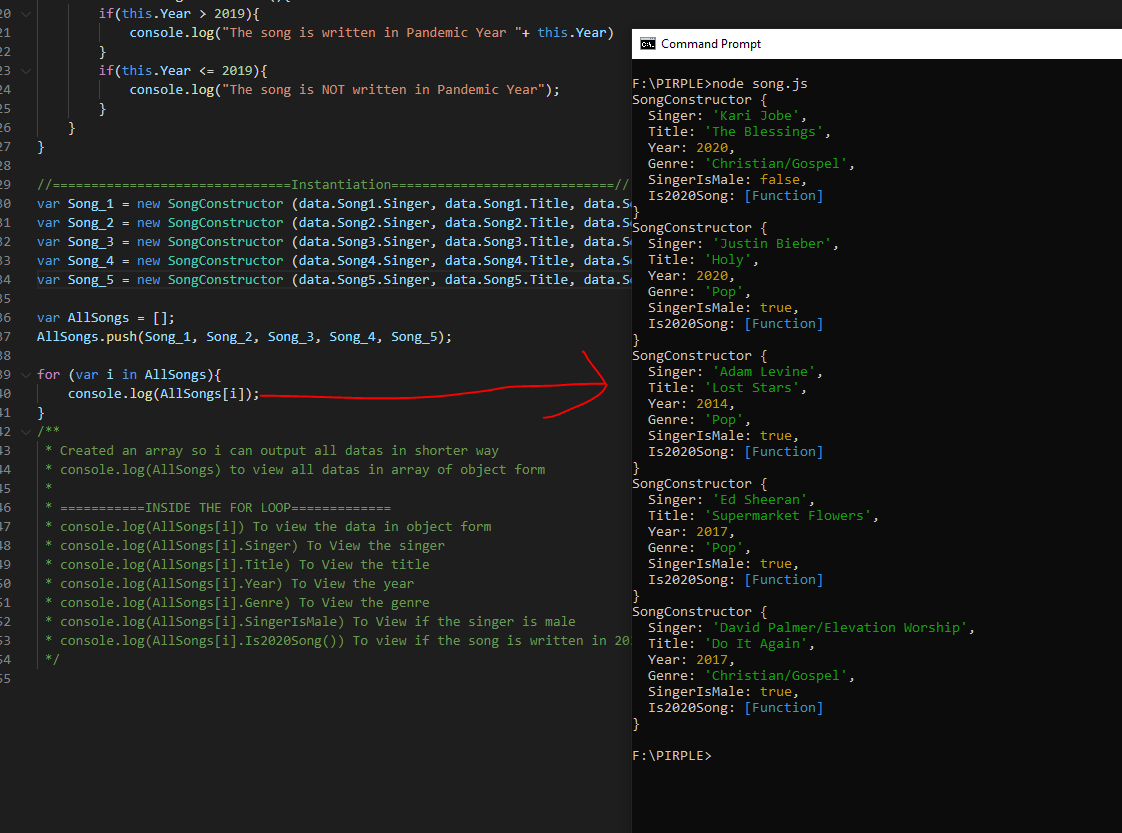 20 if(this.Year > 2019){
21 console.log("The song is written in Pandemic Year "+ this.Year)
22 }
23 if(this.Year <= 2019){
24 console.log("The song is NOT written in Pandemic Year");
25 }
26 }
27 }
28
29 //===============================Instantiation=============================//
30 var Song_1 = new SongConstructor (data.Song1.Singer, data.Song1.Title, data.S
31 var Song_2 = new SongConstructor (data.Song2.Singer, data.Song2.Title, data.S
32 var Song_3 = new SongConstructor (data.Song3.Singer, data.Song3.Title, data.S
33 var Song_4 = new SongConstructor (data.Song4.Singer, data.Song4.Title, data.S
34 var Song_5 = new SongConstructor (data.Song5.Singer, data.Song5.Title, data.S
35
36 var AllSongs = [];
37 AllSongs.push(Song_1, Song_2, Song_3, Song_4, Song_5);
38
39 for (var i in AllSongs){
40 console.log(AllSongs[i]);
41 }
42 /**
43 * Created an array so i can output all datas in shorter way
44 * console.log(AllSongs) to view all datas in array of object form
45 *
46 * ===========INSIDE THE FOR LOOP=============
47 * console.log(AllSongs[i]) To view the data in object form
48 * console.log(AllSongs[i].Singer) To View the singer
49 * console.log(AllSongs[i].Title) To View the title
50 * console.log(AllSongs[i].Year) To View the year
51 * console.log(AllSongs[i].Genre) To View the genre
52 * console.log(AllSongs[i].SingerIsMale) To View if the singer is male
53 * console.log(AllSongs[i].Is2020Song()) To view if the song is written in 20
54 */
55
Command Prompt
F:\PIRPLE>node song.js
SongConstructor {
Singer: 'Kari Jobe',
Title: 'The Blessings',
Year: 2020,
Genre: 'Christian/Gospel',
SingerIsMale: false,
Is2020Song: [Function]
}
SongConstructor {
Singer: 'Justin Bieber',
Title: 'Holy',
Year: 2020,
Genre: 'Pop',
SingerIsMale: true,
Is2020Song: [Function]
}
SongConstructor {
Singer: 'Adam Levine',
Title: 'Lost Stars',
Year: 2014,
Genre: 'Pop',
SingerIsMale: true,
Is2020Song: [Function]
}
SongConstructor {
Singer: 'Ed Sheeran',
Title: 'Supermarket Flowers',
Year: 2017,
Genre: 'Pop',
SingerIsMale: true,
Is2020Song: [Function]
}
SongConstructor {
Singer: 'David Palmer/Elevation Worship',
Title: 'Do It Again',
Year: 2017,
Genre: 'Christian/Gospel',
SingerIsMale: true,
Is2020Song: [Function]
}
F:\PIRPLE>